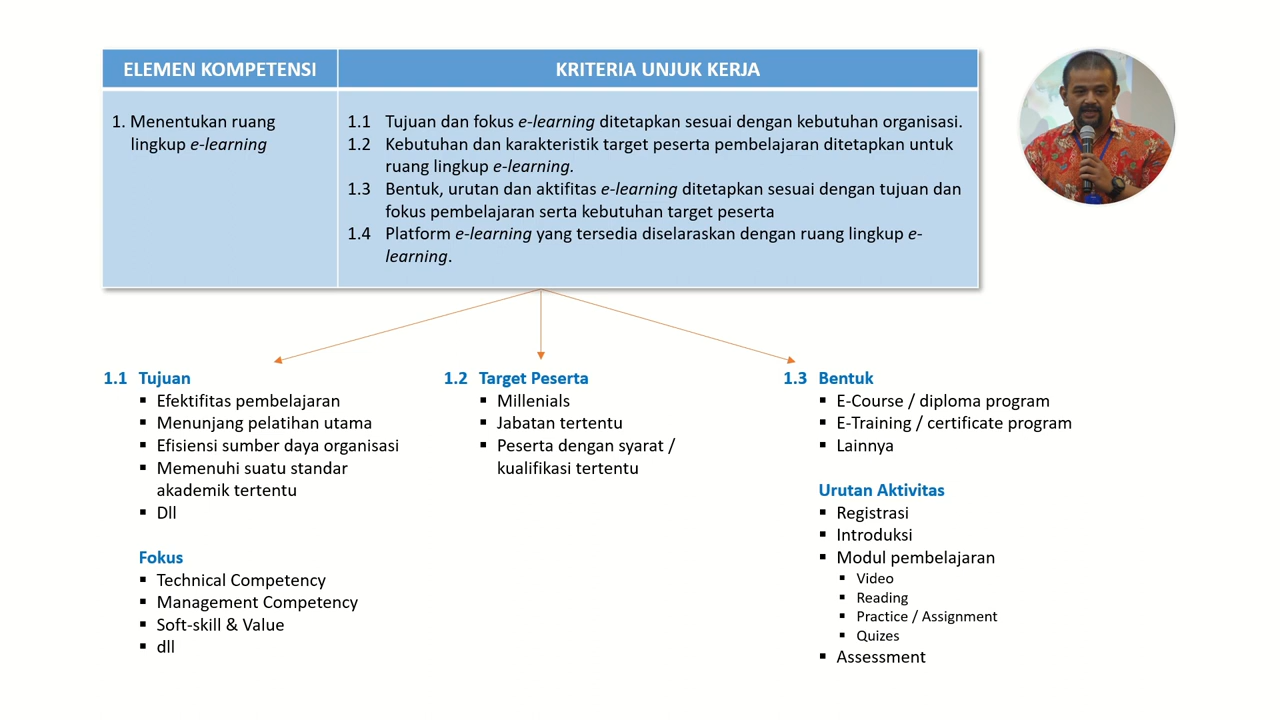 ELEMEN KOMPETENSI
KRITERIA UNJUK KERJA
1. Menentukan ruang
lingkup e-learning
1.1 Tujuan dan fokus e-learning ditetapkan sesuai dengan kebutuhan organisasi.
1.2 Kebutuhan dan karakteristik target peserta pembelajaran ditetapkan untuk
ruang lingkup e-learning.
1.3 Bentuk, urutan dan aktifitas e-learning ditetapkan sesuai dengan tujuan dan
fokus pembelajaran serta kebutuhan target peserta
1.4 Platform e-learning yang tersedia diselaraskan dengan ruang lingkup e-
learning.
1.1 Tujuan
▪ Efektifitas pembelajaran
▪ Menunjang pelatihan utama
▪ Efisiensi sumber daya organisasi
▪ Memenuhi suatu standar
akademik tertentu
▪ Dll
Fokus
▪ Technical Competency
▪ Management Competency
▪ Soft-skill & Value
▪ dll
1.2 Target Peserta
▪ Millenials
▪ Jabatan tertentu
▪ Peserta dengan syarat /
kualifikasi tertentu
1.3 Bentuk
▪ E-Course / diploma program
▪ E-Training / certificate program
▪ Lainnya
Urutan Aktivitas
▪ Registrasi
▪ Introduksi
▪ Modul pembelajaran
▪ Video
▪ Reading
▪ Practice / Assignment
▪ Quizes
▪ Assessment